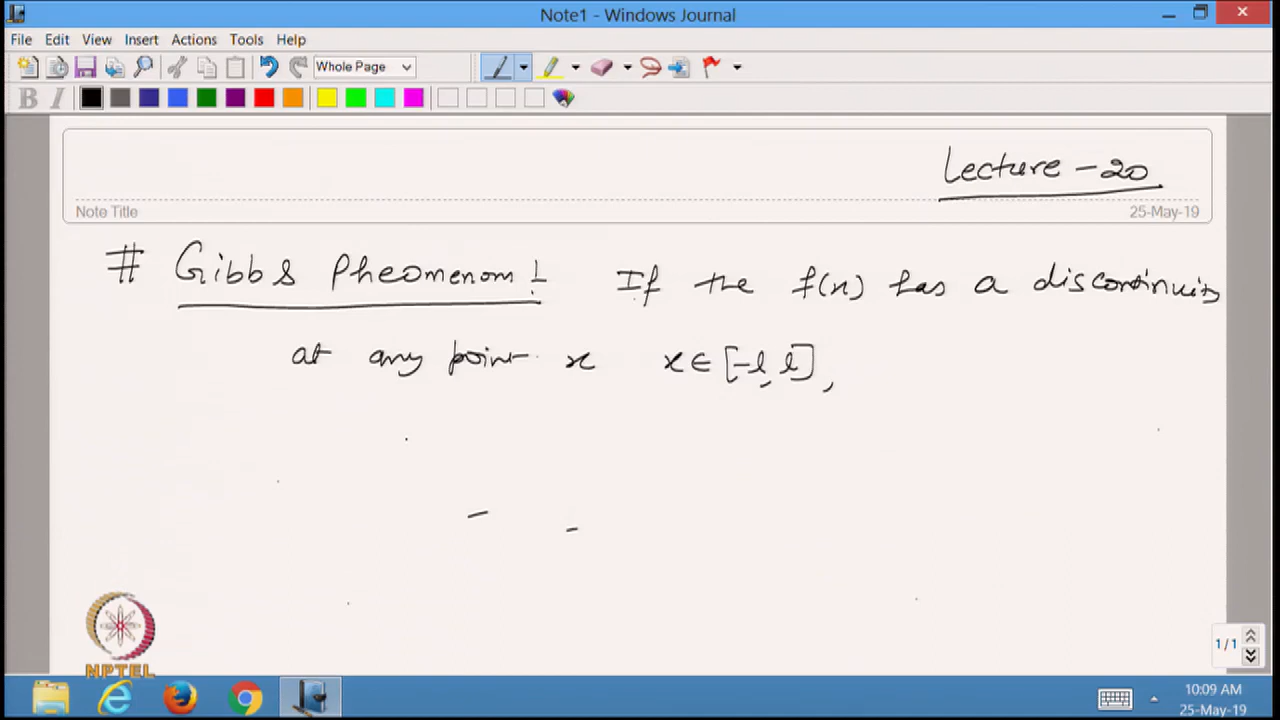 Note1 - Windows Journal
File Edit View Insert Actions Tools Help
Whole Page
B I
Lecture - 20
Note Title
25-May-19
# Gibbs Pheomenom! If the f(x) has a discontinuity
at any point x x ∈ [-l, l],
NPTEL
1 / 1
10:09 AM
25-May-19